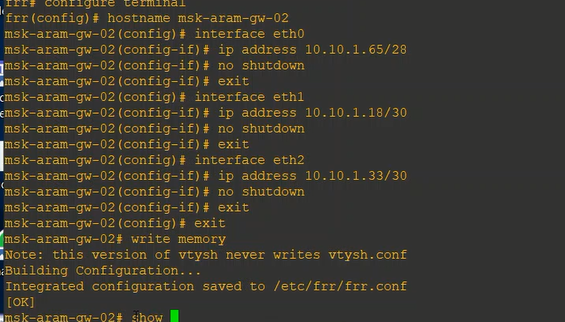 frr# configure terminal
frr(config)# hostname msk-aram-gw-02
msk-aram-gw-02(config)# interface eth0
msk-aram-gw-02(config-if)# ip address 10.10.1.65/28
msk-aram-gw-02(config-if)# no shutdown
msk-aram-gw-02(config-if)# exit
msk-aram-gw-02(config)# interface eth1
msk-aram-gw-02(config-if)# ip address 10.10.1.18/30
msk-aram-gw-02(config-if)# no shutdown
msk-aram-gw-02(config-if)# exit
msk-aram-gw-02(config)# interface eth2
msk-aram-gw-02(config-if)# ip address 10.10.1.33/30
msk-aram-gw-02(config-if)# no shutdown
msk-aram-gw-02(config-if)# exit
msk-aram-gw-02(config)# exit
msk-aram-gw-02# write memory
Note: this version of vtysh never writes vtysh.conf
Building Configuration...
Integrated configuration saved to /etc/frr/frr.conf
[OK]
msk-aram-gw-02# show